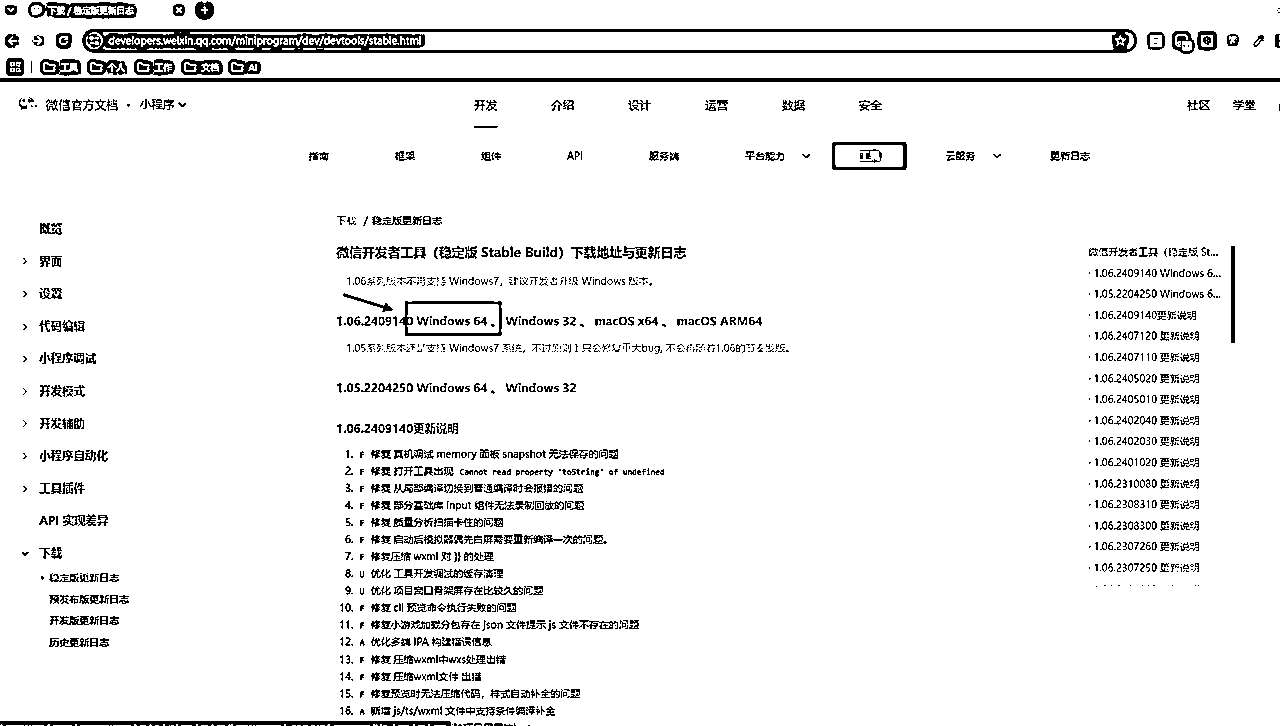 下载 / 稳定版更新日志
developers.weixin.qq.com/miniprogram/dev/devtools/stable.html
工具 个人 工作 文档 AI
微信官方文档 · 小程序 开发 介绍 设计 运营 数据 安全 社区 学堂
指南 框架 组件 API 服务端 平台能力 云服务 更新日志
概览
界面
设置
代码编辑
小程序调试
开发模式
开发辅助
小程序自动化
工具插件
API 实现差异
下载
· 稳定版更新日志
预发布版更新日志
开发版更新日志
历史更新日志
下载 / 稳定版更新日志
微信开发者工具（稳定版 Stable Build）下载地址与更新日志
1.06系列版本不再支持 Windows7，建议开发者升级 Windows 版本。
1.06.2409140 Windows 64 、 Windows 32 、 macOS x64 、 macOS ARM64
1.05系列版本还是支持 Windows7 系统，不过原则上只会修复重大bug, 不会再随着1.06的节奏发版。
1.05.2204250 Windows 64 、 Windows 32
1.06.2409140更新说明
1. F 修复 真机调试 memory 面板 snapshot 无法保存的问题
2. F 修复 打开工具出现 Cannot read property 'toString' of undefined
3. F 修复 从局部编译切换到普通编译时会报错的问题
4. F 修复 部分基础库 input 组件无法录制回放的问题
5. F 修复 质量分析扫描卡住的问题
6. F 修复 启动后模拟器偶先白屏需要重新编译一次的问题。
7. F 修复压缩 wxml 对 }} 的处理
8. U 优化 工具开发调试的缓存清理
9. U 优化 项目窗口骨架屏存在比较久的问题
10. F 修复 cli 预览命令执行失败的问题
11. F 修复小游戏加载分包存在 json 文件提示 js 文件不存在的问题
12. A 优化多端 IPA 构建错误信息
13. F 修复 压缩wxml中wxs处理出错
14. F 修复 压缩wxml文件 出错
15. F 修复预览时无法压缩代码，样式自动补全的问题
16. A 新增 js/ts/wxml 文件中支持条件编译补全
微信开发者工具（稳定版 St...
· 1.06.2409140 Windows 6...
· 1.05.2204250 Windows 6...
· 1.06.2409140更新说明
· 1.06.2407120 更新说明
· 1.06.2407110 更新说明
· 1.06.2405020 更新说明
· 1.06.2405010 更新说明
· 1.06.2402040 更新说明
· 1.06.2402030 更新说明
· 1.06.2401020 更新说明
· 1.06.2310080 更新说明
· 1.06.2308310 更新说明
· 1.06.2308300 更新说明
· 1.06.2307260 更新说明
· 1.06.2307250 更新说明